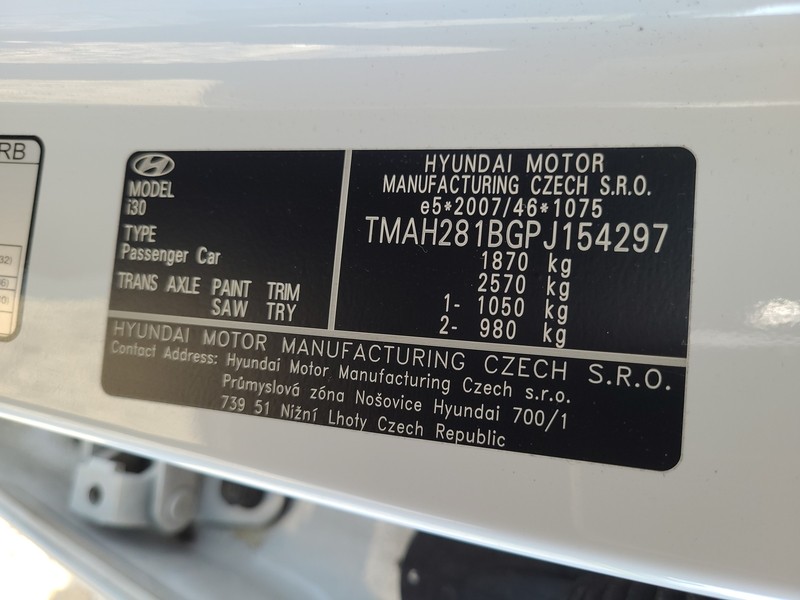 RB
MODEL
i30
TYPE
Passenger Car
TRANS AXLE PAINT TRIM
SAW TRY
HYUNDAI MOTOR
MANUFACTURING CZECH S.R.O.
e5*2007/46*1075
TMAH281BGPJ154297
1870 kg
2570 kg
1- 1050 kg
2- 980 kg
HYUNDAI MOTOR MANUFACTURING CZECH S.R.O.
Contact Address: Hyundai Motor Manufacturing Czech s.r.o.
Průmyslová zóna Nošovice Hyundai 700/1
739 51 Nižní Lhoty Czech Republic